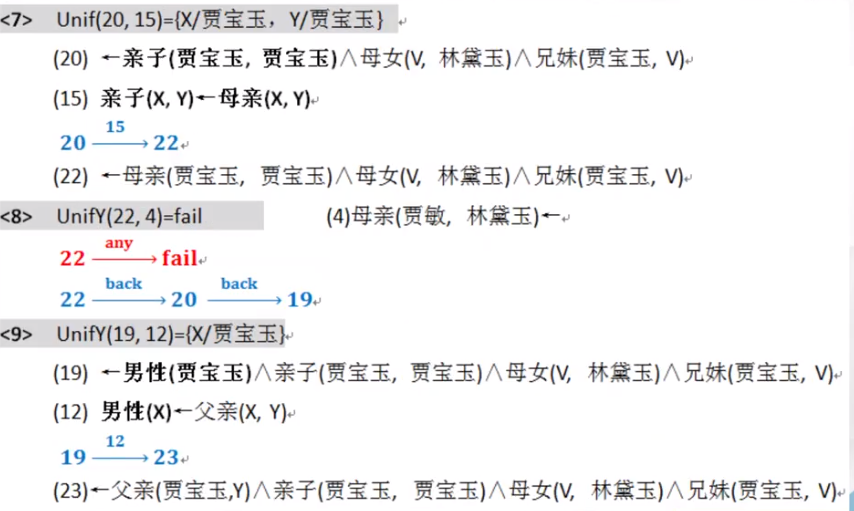 <7> Unif(20, 15)={X/贾宝玉，Y/贾宝玉}
(20) ←亲子(贾宝玉, 贾宝玉)∧母女(V, 林黛玉)∧兄妹(贾宝玉, V)
(15) 亲子(X, Y)←母亲(X, Y)
20 —15→ 22
(22) ←母亲(贾宝玉, 贾宝玉)∧母女(V, 林黛玉)∧兄妹(贾宝玉, V)
<8> UnifY(22, 4)=fail (4)母亲(贾敏, 林黛玉)←
22 —any→ fail
22 —back→ 20 —back→ 19
<9> UnifY(19, 12)={X/贾宝玉}
(19) ←男性(贾宝玉)∧亲子(贾宝玉, 贾宝玉)∧母女(V, 林黛玉)∧兄妹(贾宝玉, V)
(12) 男性(X)←父亲(X, Y)
19 —12→ 23
(23)←父亲(贾宝玉,Y)∧亲子(贾宝玉, 贾宝玉)∧母女(V, 林黛玉)∧兄妹(贾宝玉, V)